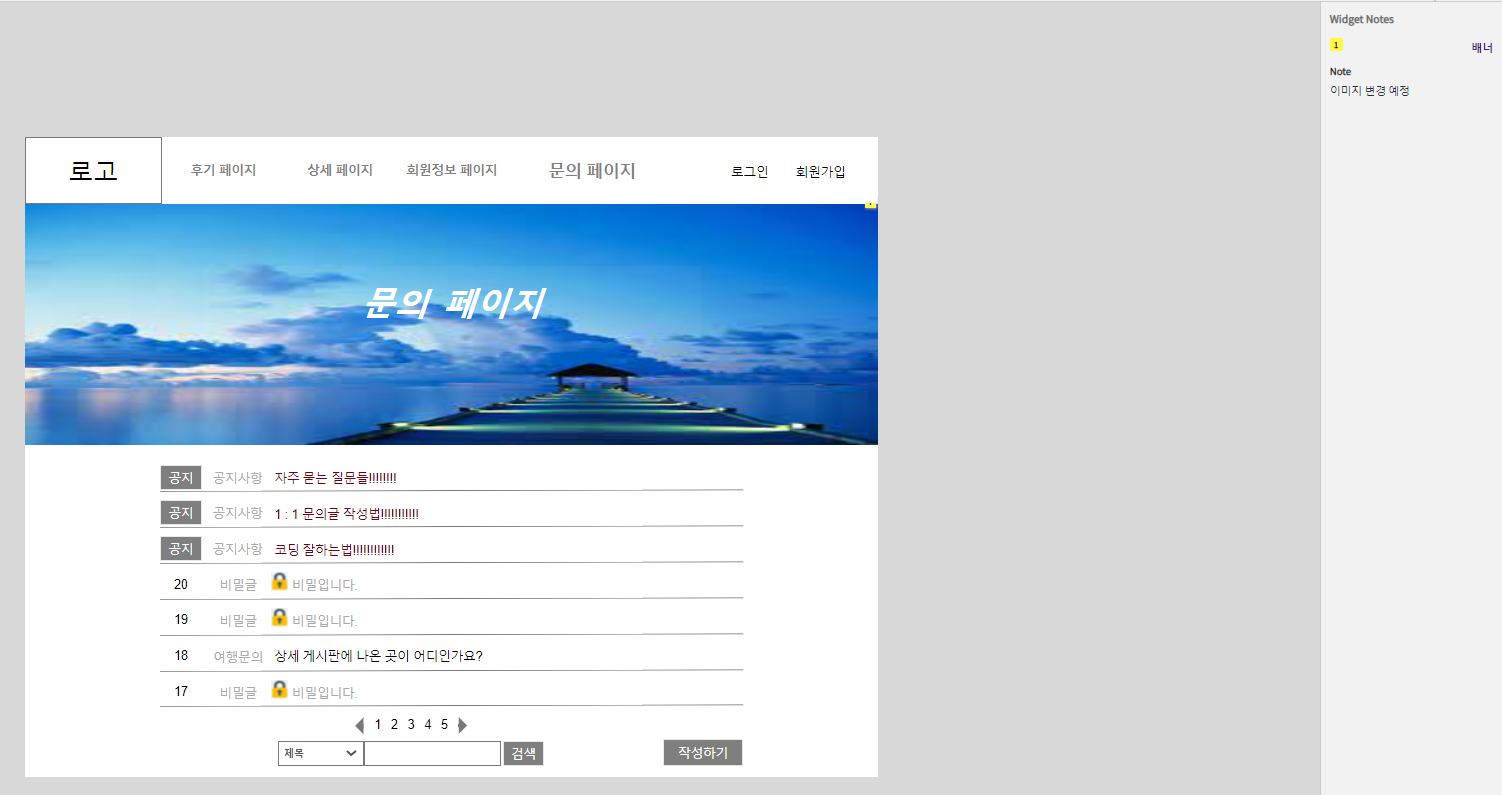 Widget Notes
1 배너
Note
이미지 변경 예정
로고 후기 페이지 상세 페이지 회원정보 페이지 문의 페이지 로그인 회원가입
문의 페이지
공지 공지사항 자주 묻는 질문들!!!!!!!!
공지 공지사항 1 : 1 문의글 작성법!!!!!!!!!!!
공지 공지사항 코딩 잘하는법!!!!!!!!!!!!
20 비밀글 비밀입니다.
19 비밀글 비밀입니다.
18 여행문의 상세 게시판에 나온 곳이 어디인가요?
17 비밀글 비밀입니다.
1 2 3 4 5
제목 검색 작성하기